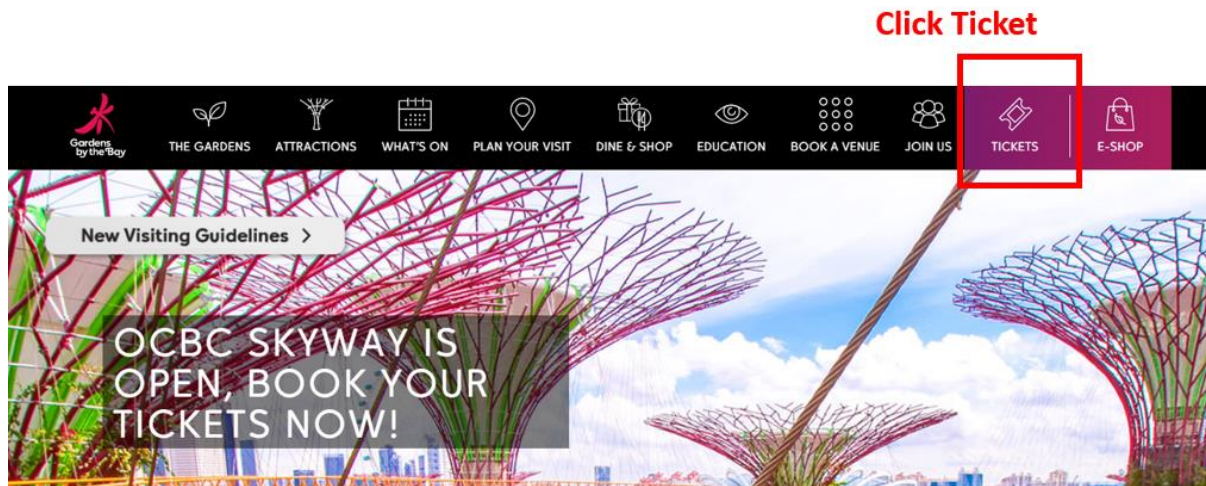 Click Ticket
Gardens
by the Bay
THE GARDENS
ATTRACTIONS
WHAT'S ON
PLAN YOUR VISIT
DINE & SHOP
EDUCATION
BOOK A VENUE
JOIN US
TICKETS
E-SHOP
New Visiting Guidelines >
OCBC SKYWAY IS
OPEN, BOOK YOUR
TICKETS NOW!